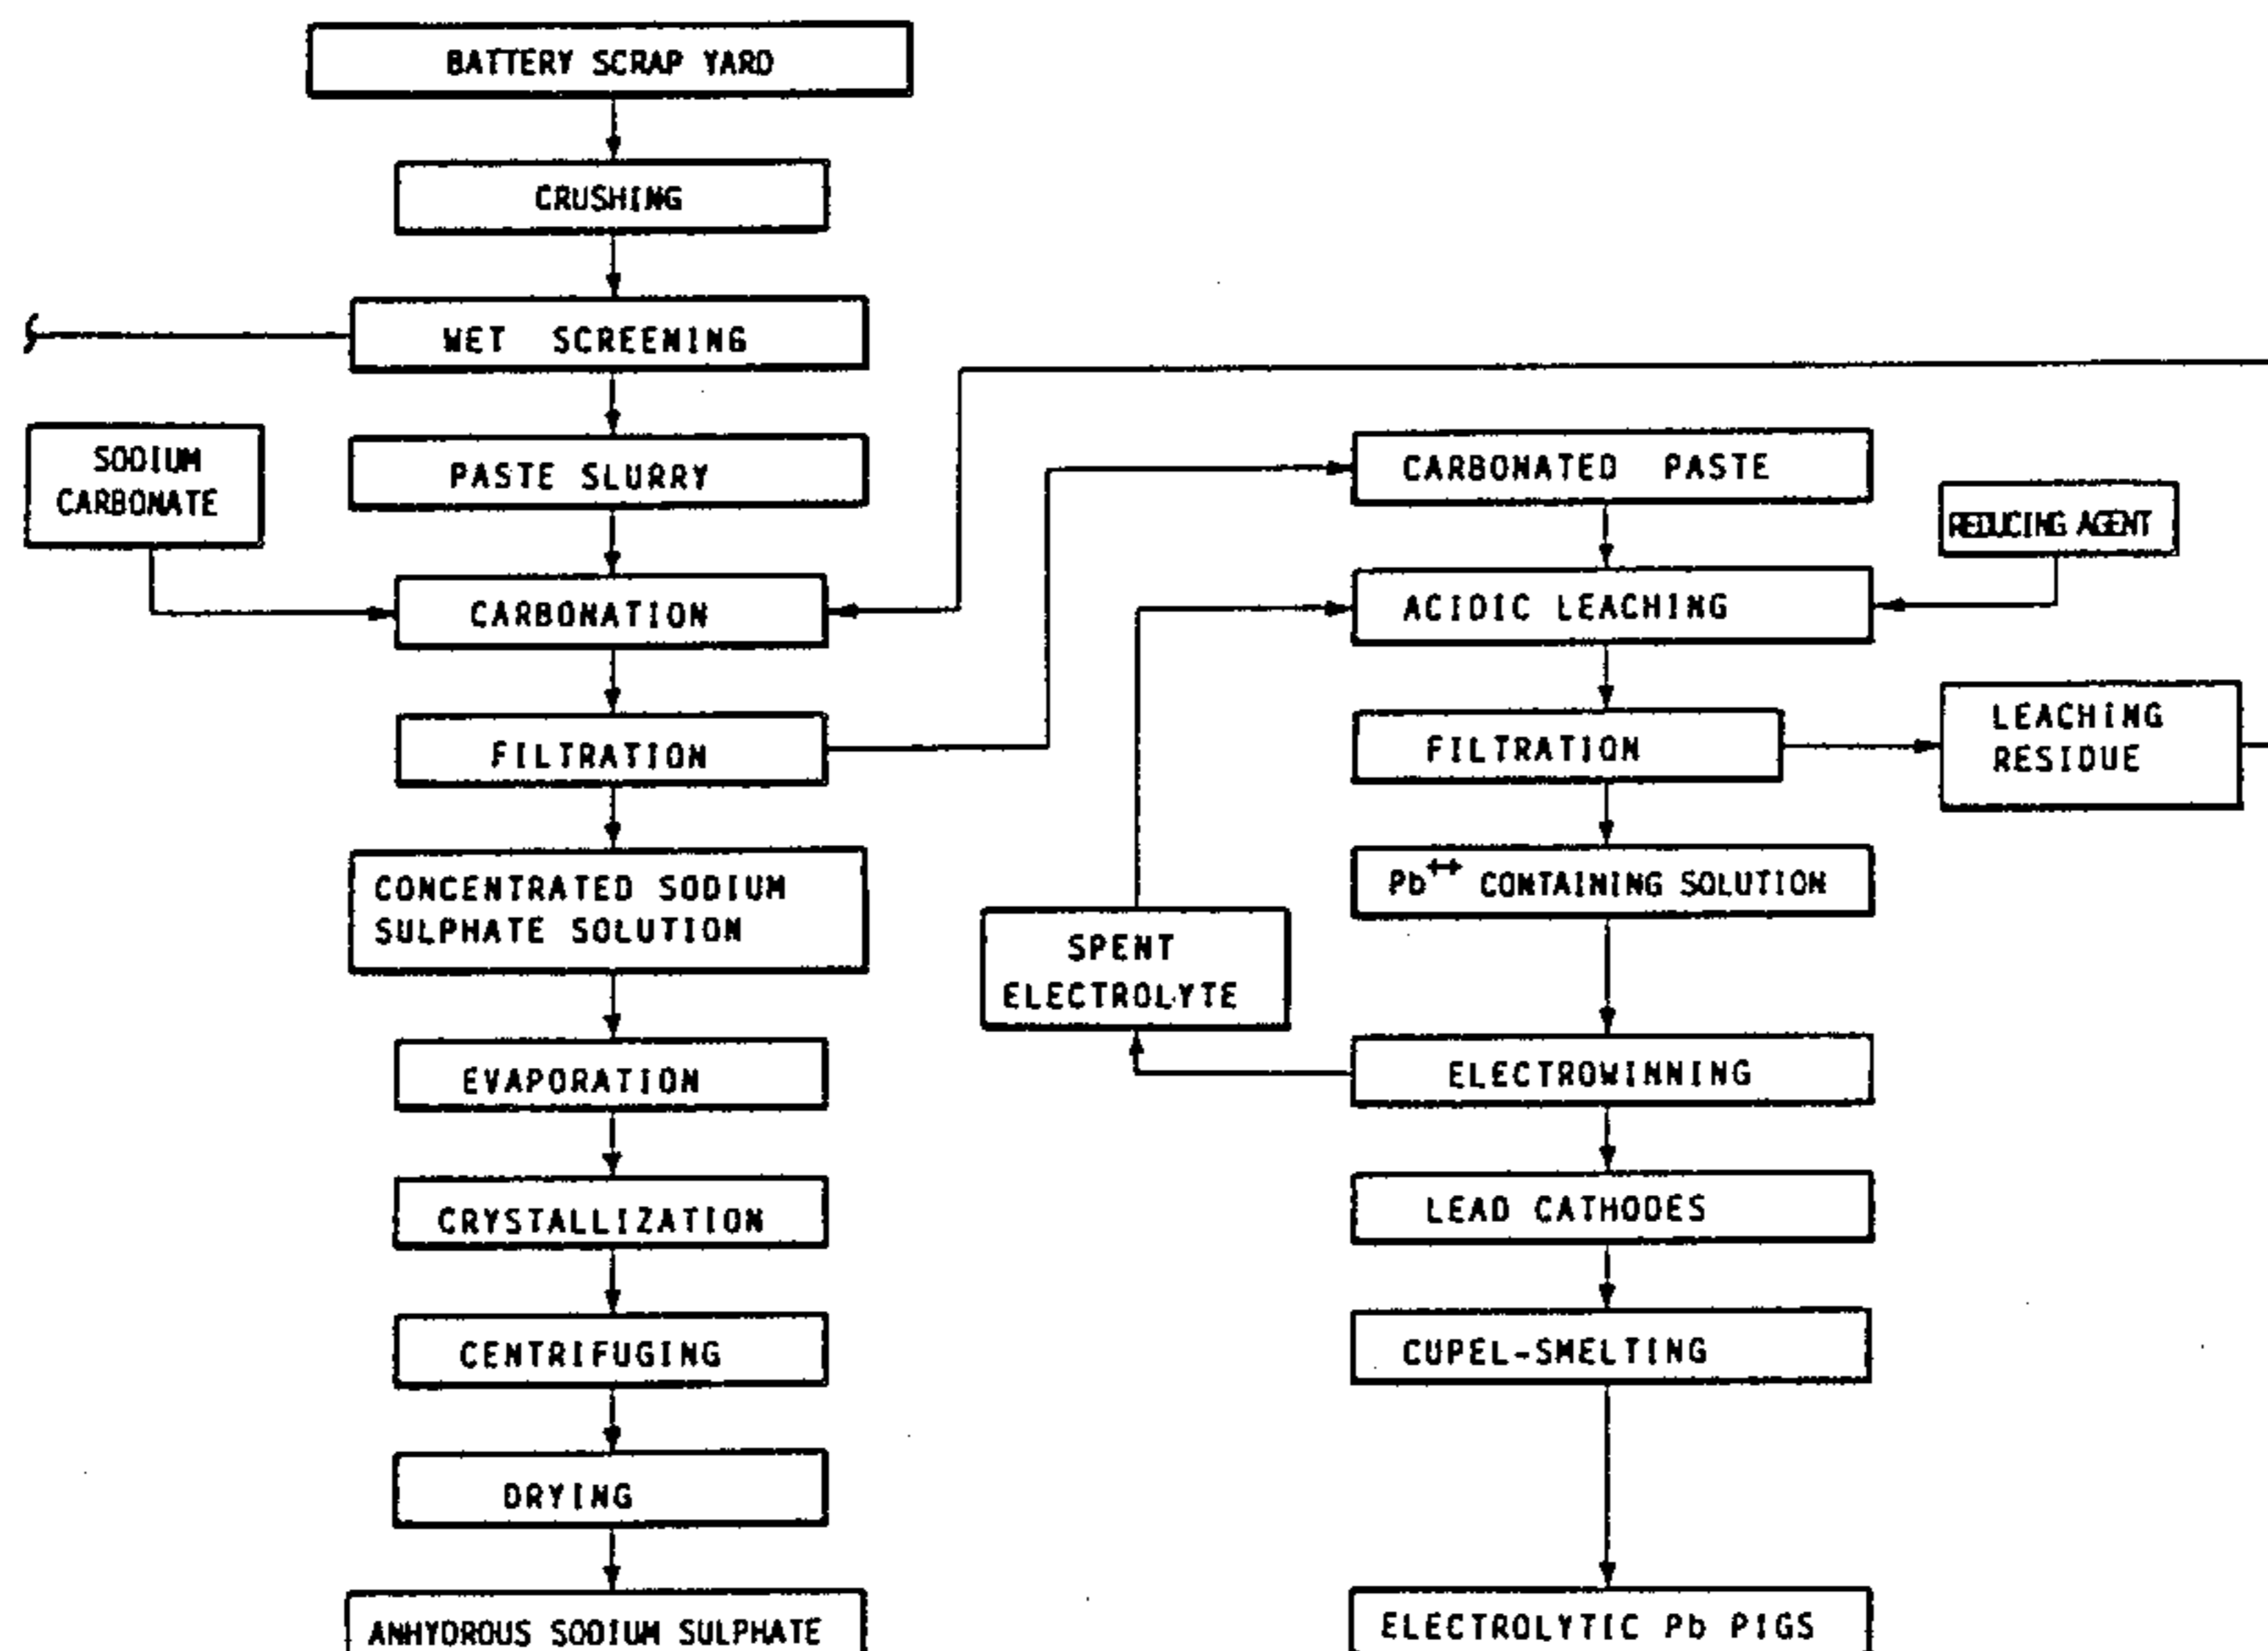 BATTERY SCRAP YARD
CRUSHING
WET SCREENING
SODIUM
CARBONATE
PASTE SLURRY
CARBONATION
FILTRATION
CONCENTRATED SODIUM
SULPHATE SOLUTION
EVAPORATION
CRYSTALLIZATION
CENTRIFUGING
DRYING
ANHYDROUS SODIUM SULPHATE
CARBONATED PASTE
REDUCING AGENT
ACIDIC LEACHING
FILTRATION
LEACHING
RESIDUE
Pb++ CONTAINING SOLUTION
SPENT
ELECTROLYTE
ELECTROWINNING
LEAD CATHODES
CUPEL-SMELTING
ELECTROLYTIC Pb PIGS